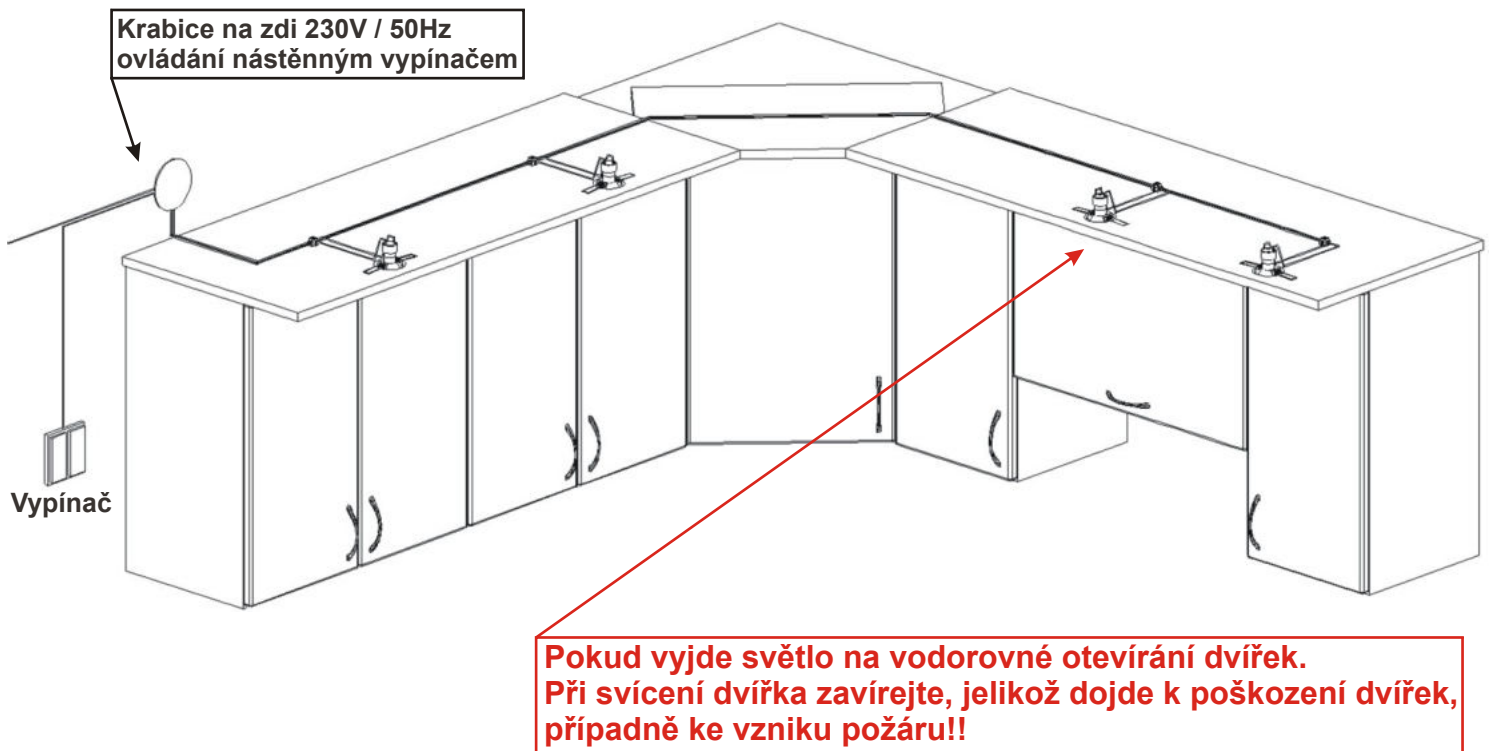 Krabice na zdi 230V / 50Hz
ovládání nástěnným vypínačem
Vypínač
Pokud vyjde světlo na vodorovné otevírání dvířek.
Při svícení dvířka zavírejte, jelikož dojde k poškození dvířek,
případně ke vzniku požáru!!